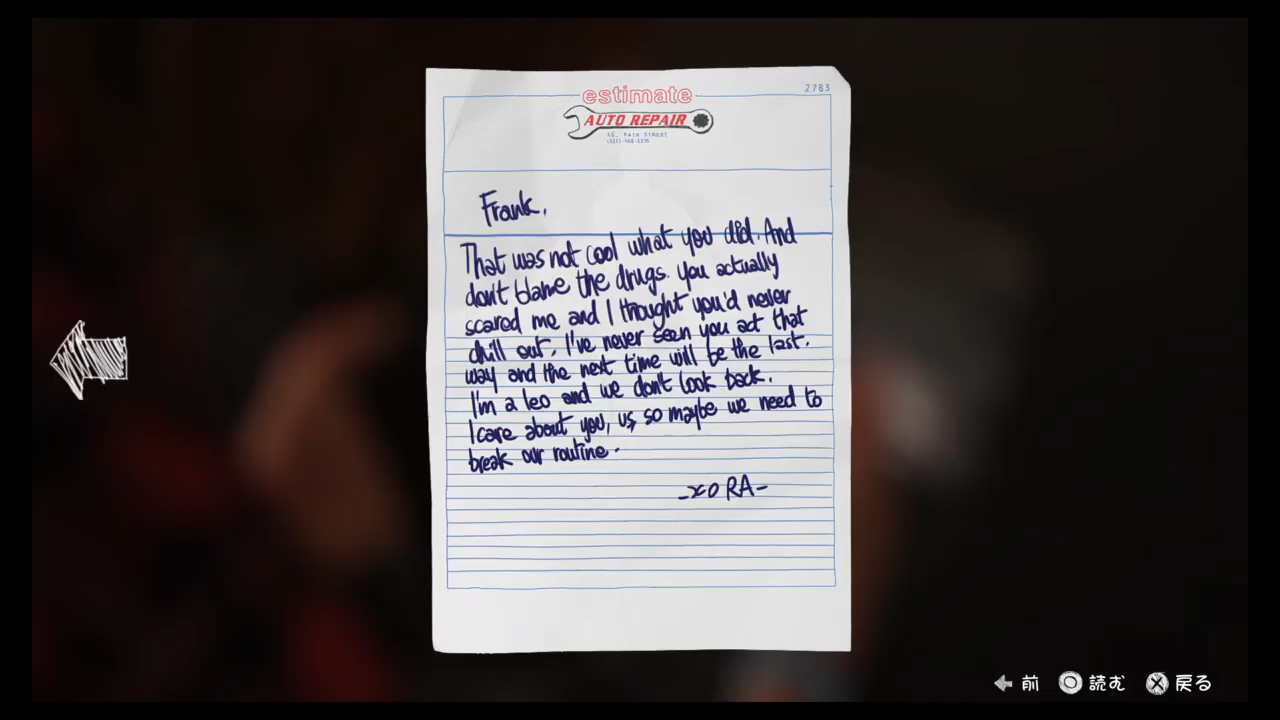 estimate
2783
AUTO REPAIR
Frank,
That was not cool what you did. And
don't blame the drugs. You actually
scared me and I thought you'd never
chill out. I've never seen you act that
way and the next time will be the last.
I'm a leo and we don't look back.
I care about you, us, so maybe we need to
break our routine.
-xo RA-
前
読む
戻る